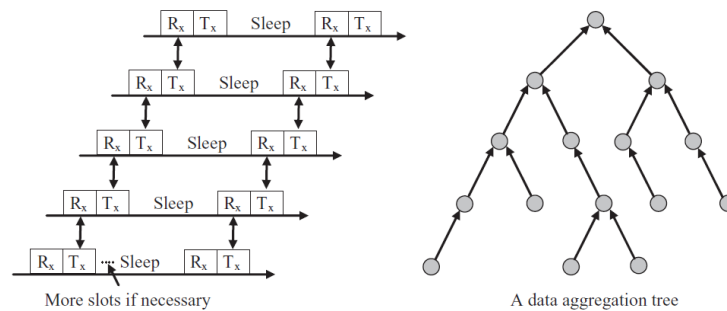 Rx Tx Sleep Rx Tx
Rx Tx Sleep Rx Tx
Rx Tx Sleep Rx Tx
Rx Tx Sleep Rx Tx
Rx Tx .... Sleep Rx Tx
More slots if necessary
A data aggregation tree